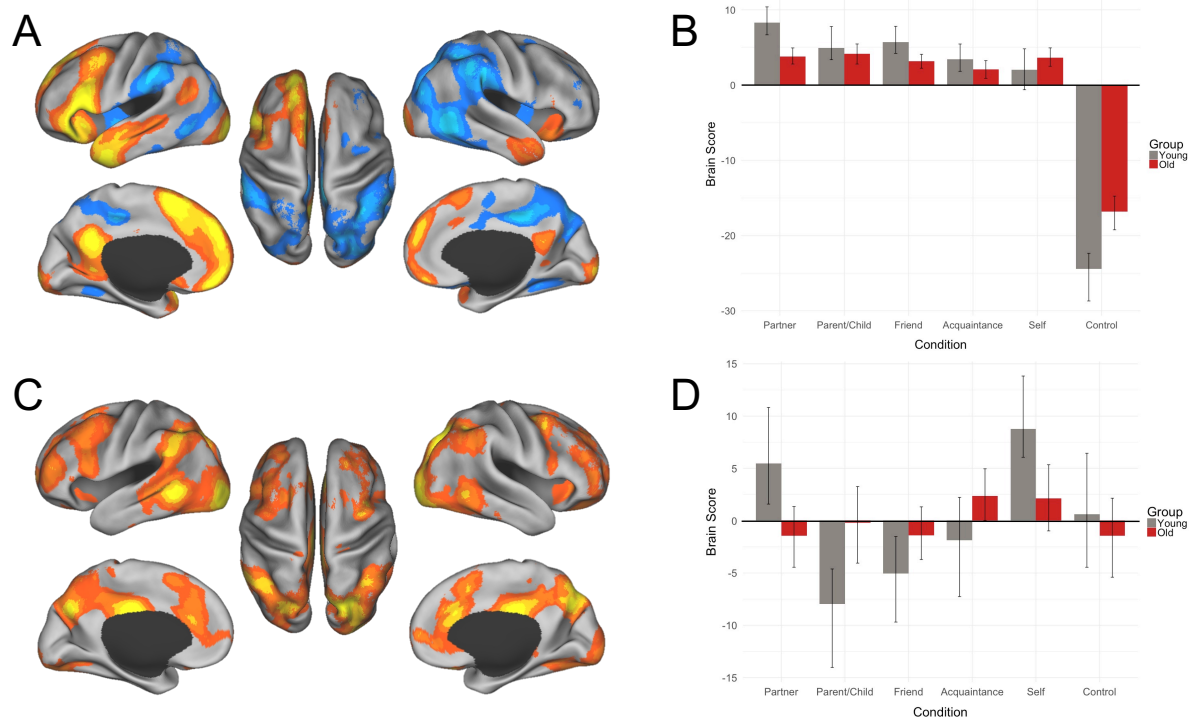 A
B
10
0
-10
-20
-30
Brain Score
Partner Parent/Child Friend Acquaintance Self Control
Condition
Group
Young
Old
C
D
15
10
5
0
-5
-10
-15
Brain Score
Partner Parent/Child Friend Acquaintance Self Control
Condition
Group
Young
Old